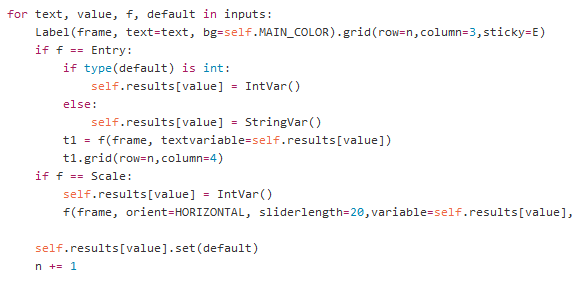 for text, value, f, default in inputs:
    Label(frame, text=text, bg=self.MAIN_COLOR).grid(row=n,column=3,sticky=E)
    if f == Entry:
        if type(default) is int:
            self.results[value] = IntVar()
        else:
            self.results[value] = StringVar()
        t1 = f(frame, textvariable=self.results[value])
        t1.grid(row=n,column=4)
    if f == Scale:
        self.results[value] = IntVar()
        f(frame, orient=HORIZONTAL, sliderlength=20,variable=self.results[value],
    self.results[value].set(default)
    n += 1